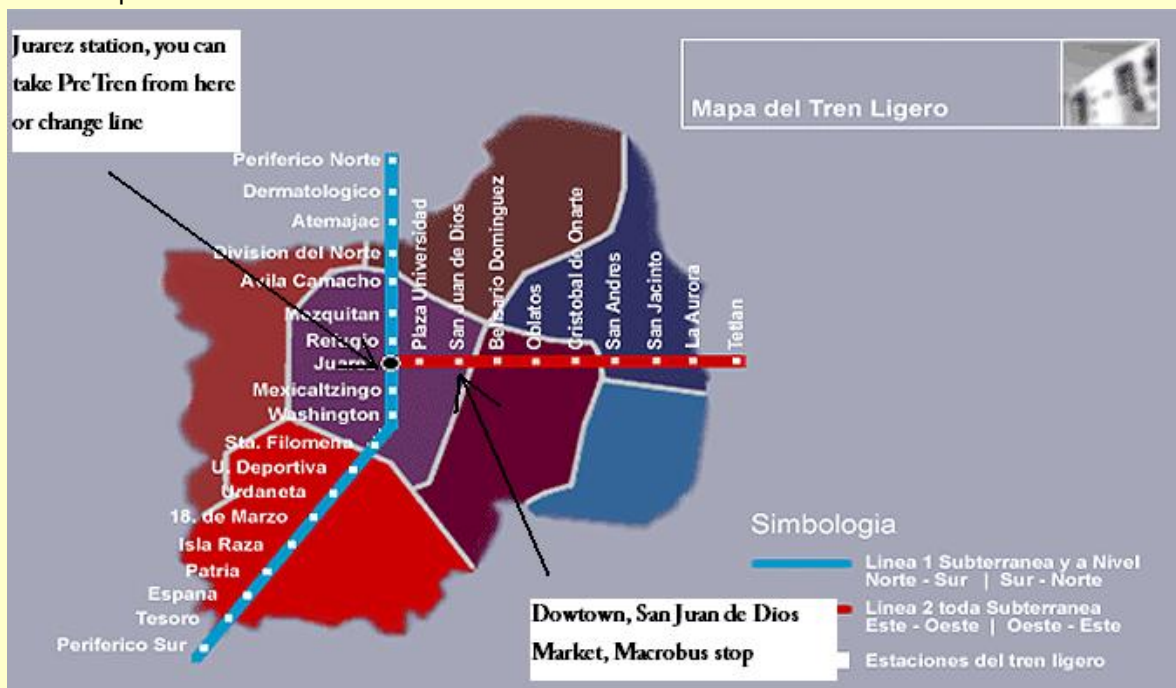 Juarez station, you can
take PreTren from here
or change line
Mapa del Tren Ligero
Periferico Norte
Dermatologico
Atemajac
Division del Norte
Avila Camacho
Mezquitan
Refugio
Juarez
Mexicaltzingo
Washington
Sta. Filomena
U. Deportiva
Urdaneta
18. de Marzo
Isla Raza
Patria
Espana
Tesoro
Periferico Sur
Plaza Universidad
San Juan de Dios
Belisario Dominguez
Oblatos
Cristobal de Onarte
San Andres
San Jacinto
La Aurora
Tetlan
Dowtown, San Juan de Dios
Market, Macrobus stop
Simbologia
Linea 1 Subterranea y a Nivel
Norte - Sur | Sur - Norte
Linea 2 toda Subterranea
Este - Oeste | Oeste - Este
Estaciones del tren ligero